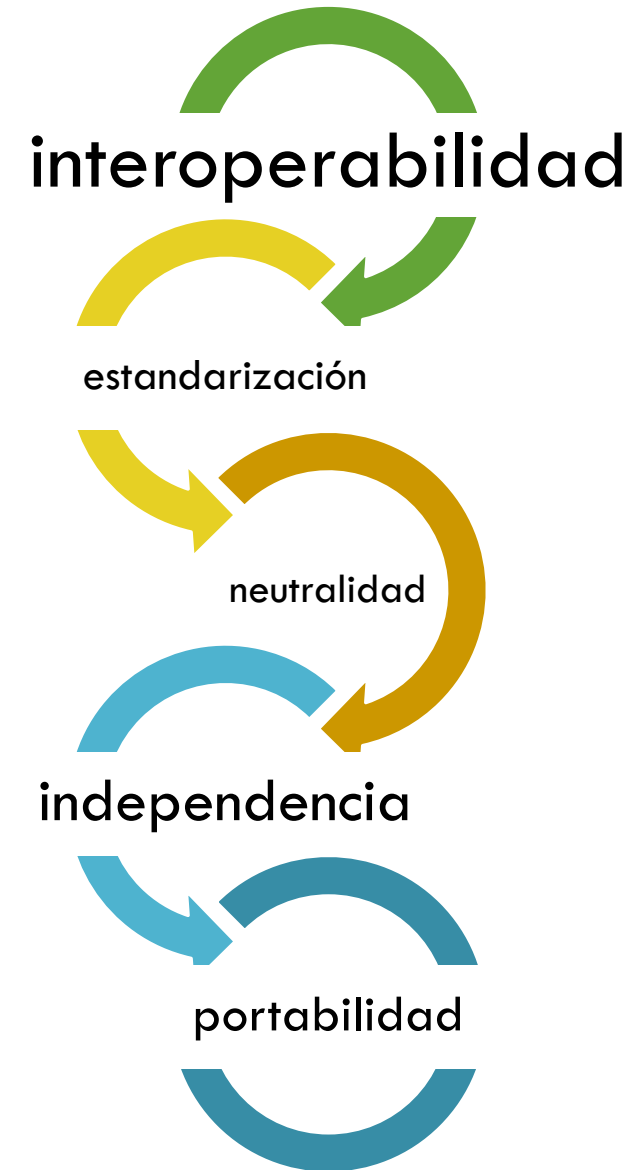 interoperabilidad
estandarización
neutralidad
independencia
portabilidad